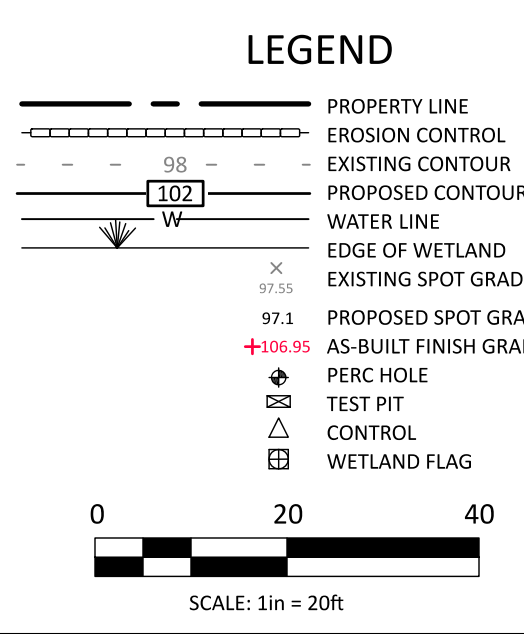 LEGEND
PROPERTY LINE
EROSION CONTROL
98 EXISTING CONTOUR
102 PROPOSED CONTOUR
W WATER LINE
EDGE OF WETLAND
EXISTING SPOT GRAD
97.55
97.1 PROPOSED SPOT GRA
+106.95 AS-BUILT FINISH GRA
PERC HOLE
TEST PIT
CONTROL
WETLAND FLAG
0 20 40
SCALE: 1in = 20ft